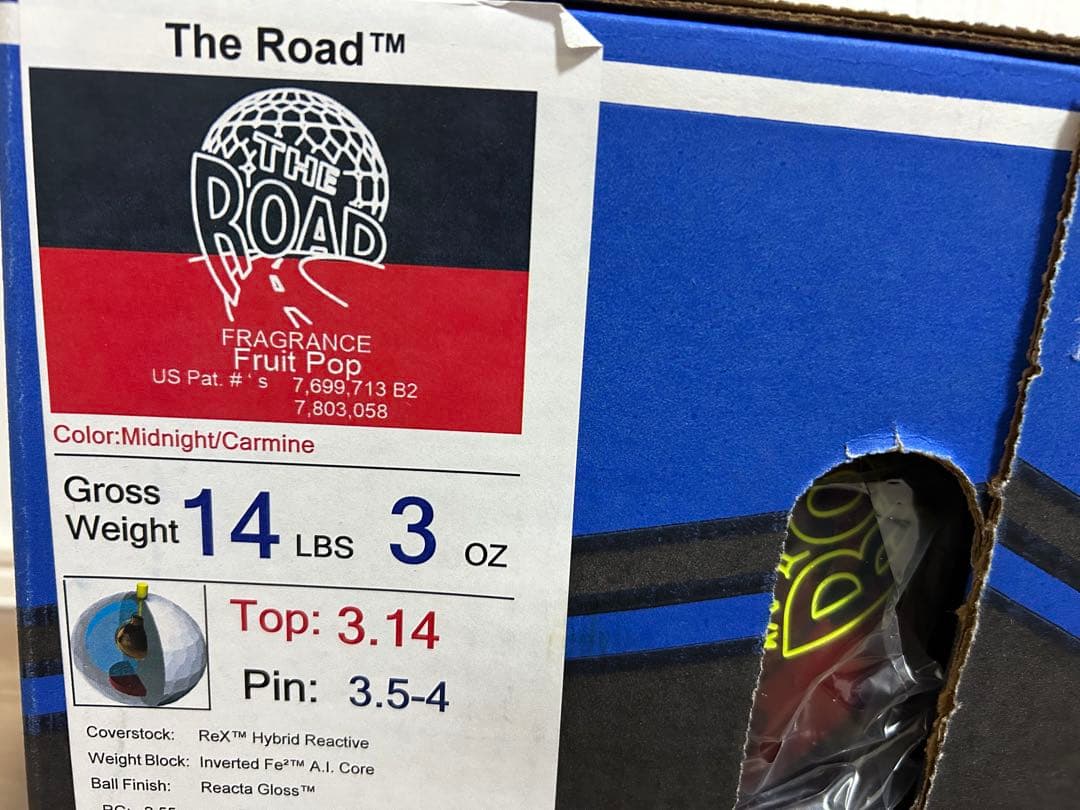 The Road™
THE
ROAD
FRAGRANCE
Fruit Pop
US Pat. #'s 7,699,713 B2
7,803,058
Color:Midnight/Carmine
Gross
Weight 14 LBS 3 OZ
Top: 3.14
Pin: 3.5-4
Coverstock: ReX™ Hybrid Reactive
Weight Block: Inverted Fe²™ A.I. Core
Ball Finish: Reacta Gloss™